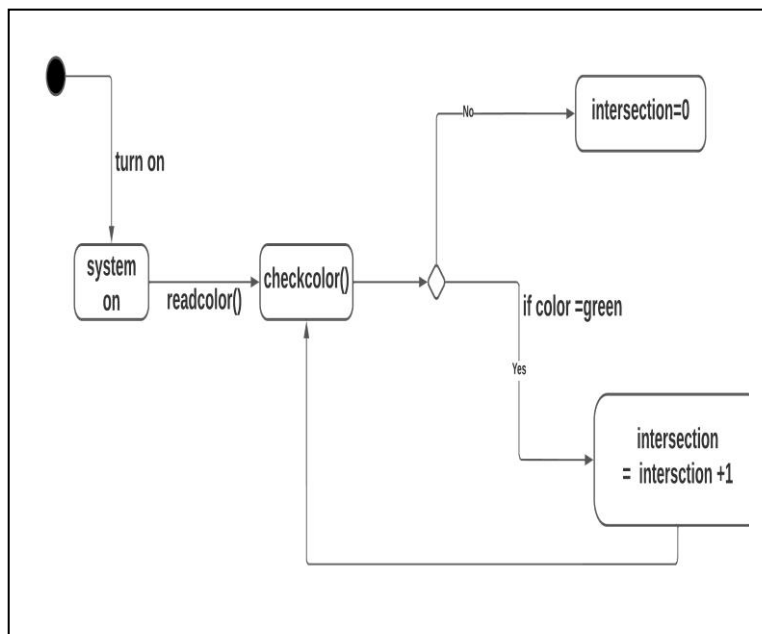 turn on
system
on
readcolor()
checkcolor()
No
intersection=0
if color =green
Yes
intersection
= intersction +1